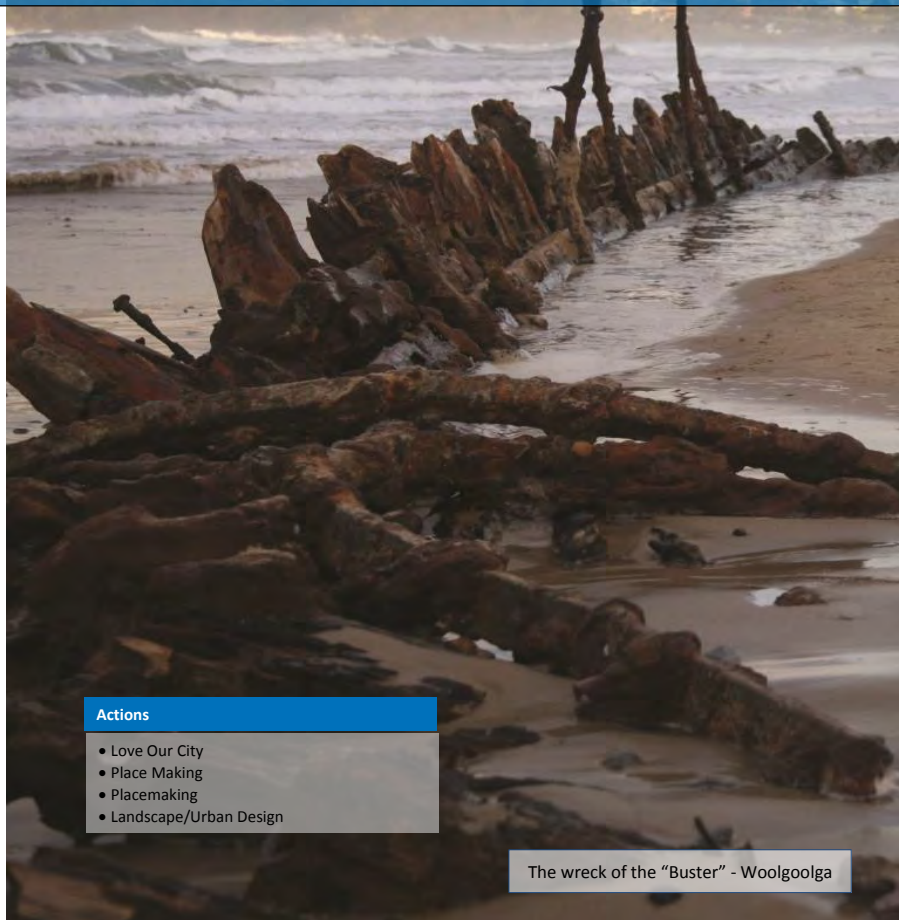 Actions
• Love Our City
• Place Making
• Placemaking
• Landscape/Urban Design
The wreck of the “Buster” - Woolgoolga